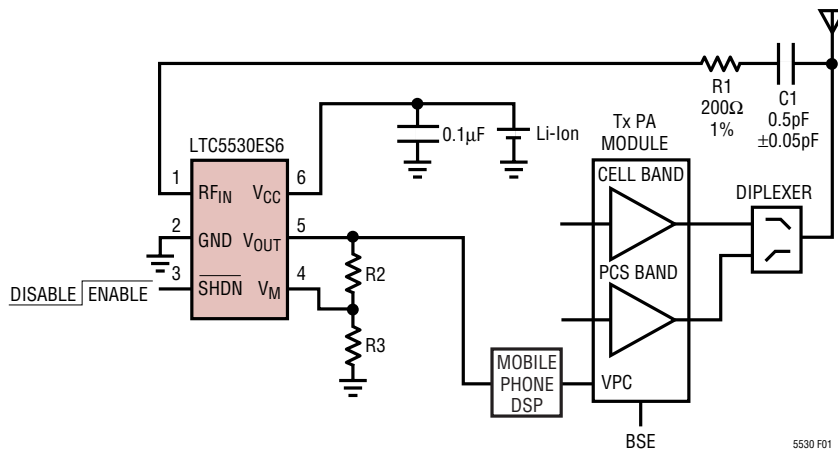 R1
200Ω
1%
C1
0.5pF
±0.05pF
0.1µF
Li-Ion
LTC5530ES6
1
RFIN
VCC
6
2
GND
VOUT
5
3
SHDN
VM
4
DISABLE ENABLE
R2
R3
Tx PA
MODULE
CELL BAND
PCS BAND
VPC
BSE
DIPLEXER
MOBILE
PHONE
DSP
5530 F01